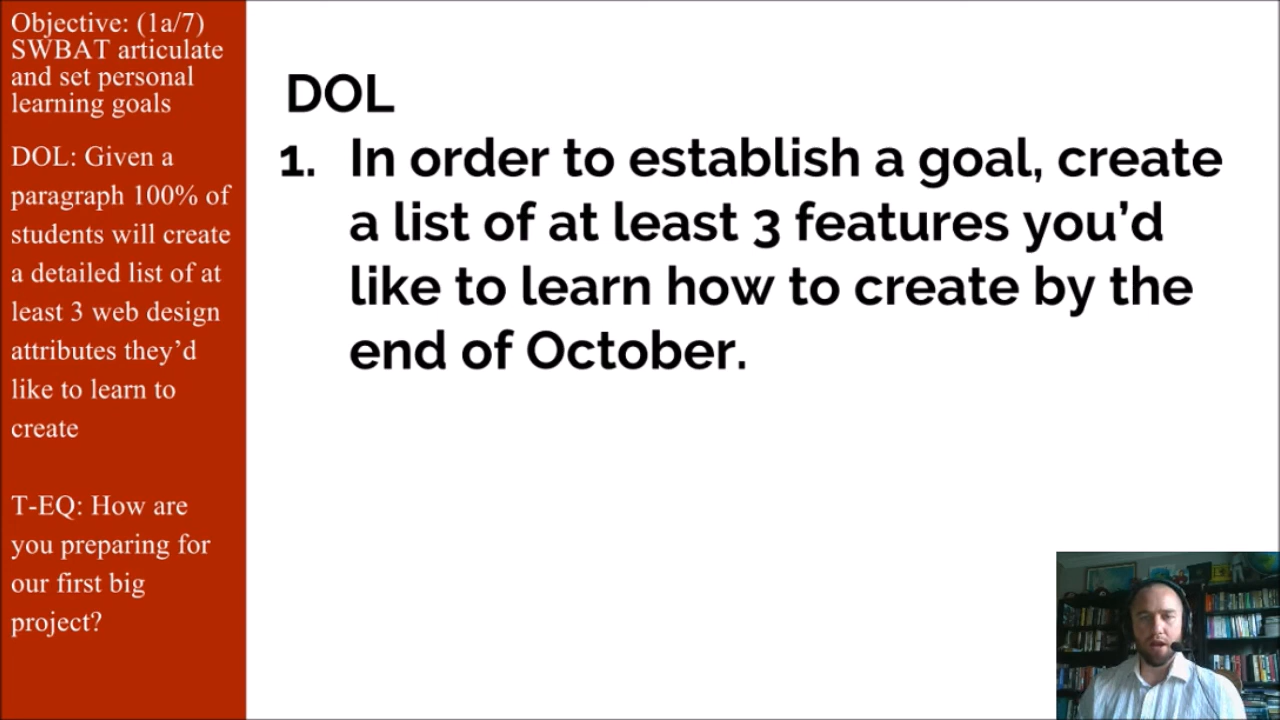 Objective: (1a/7)
SWBAT articulate
and set personal
learning goals
DOL: Given a
paragraph 100% of
students will create
a detailed list of at
least 3 web design
attributes they’d
like to learn to
create
T-EQ: How are
you preparing for
our first big
project?
DOL
1. In order to establish a goal, create
a list of at least 3 features you’d
like to learn how to create by the
end of October.